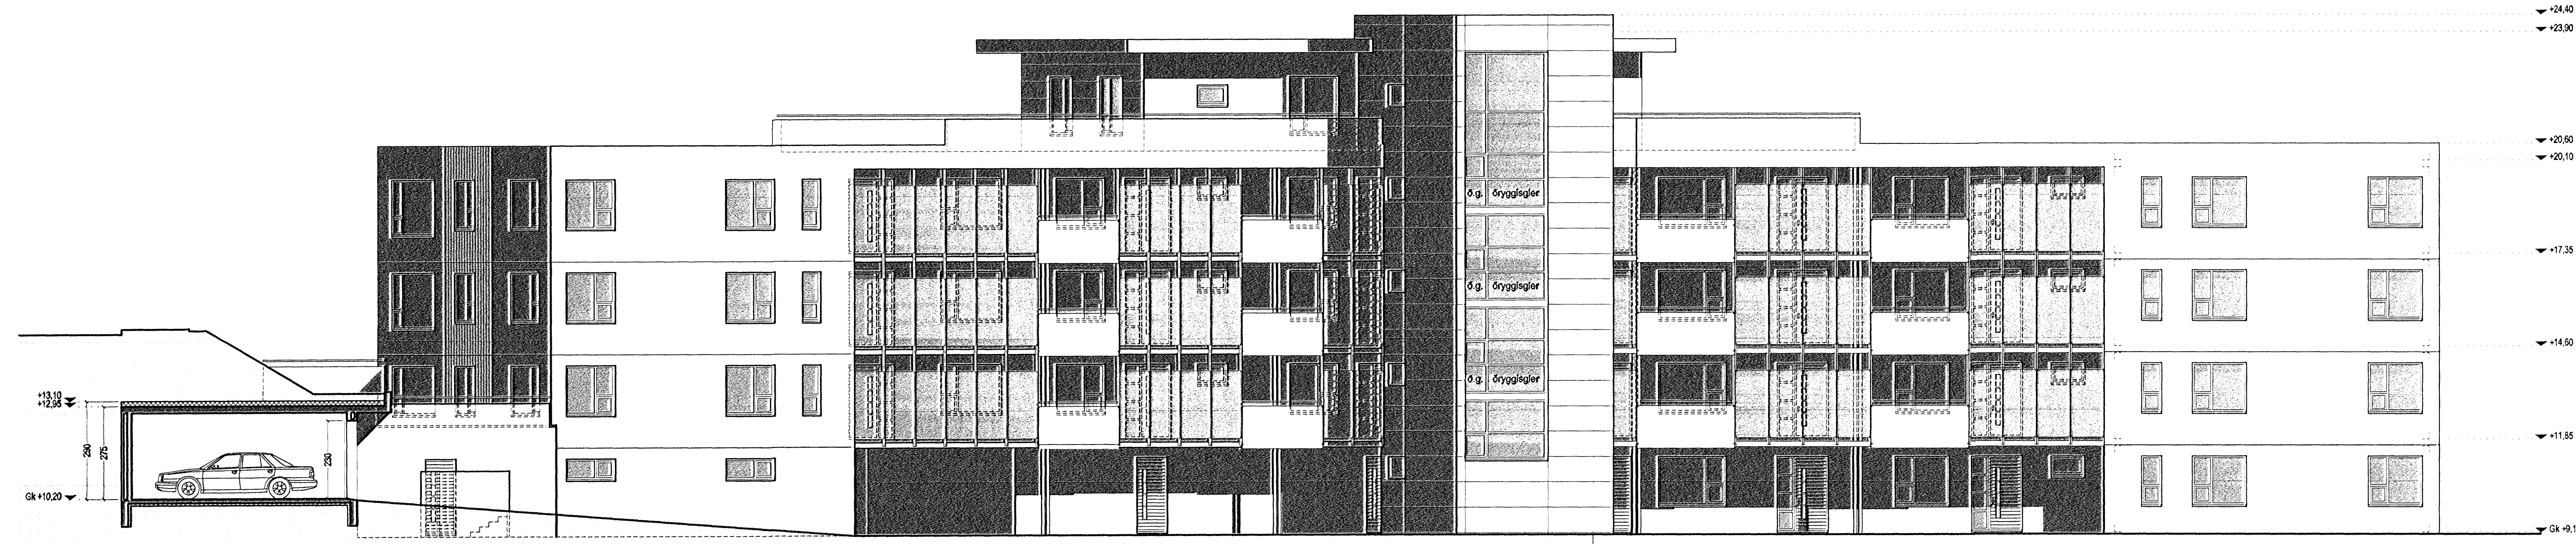 +24,40
+23,90
+20,60
+20,10
ö.g. öryggisgler
+17,35
ö.g. öryggisgler
+14,60
ö.g. öryggisgler
+13,10
+12,95
290
275
230
+11,85
Gk +10,20
Gk +9,1